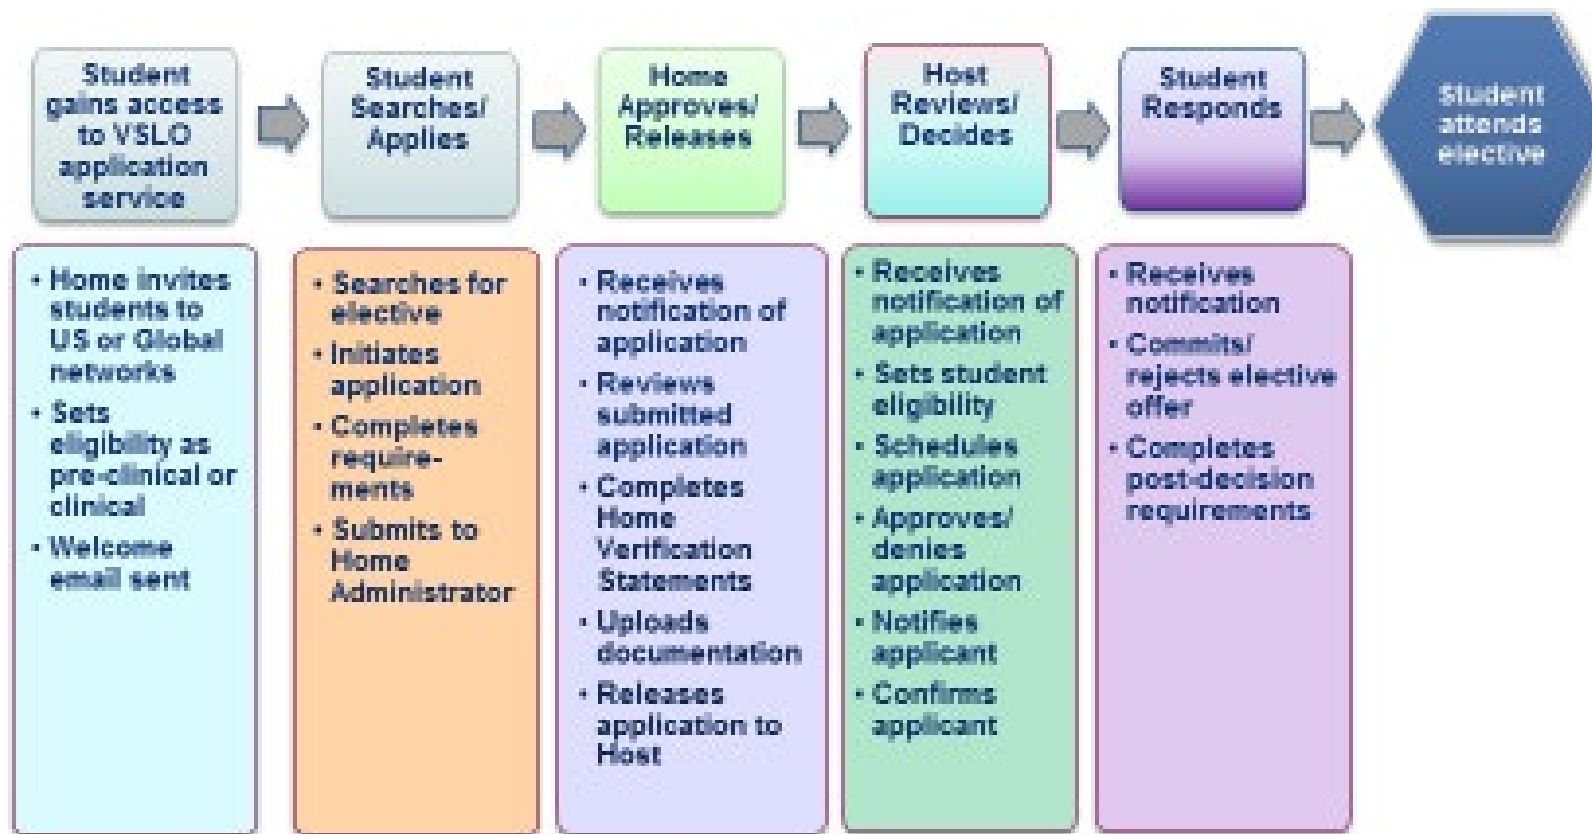 Student
gains access
to VSLO
application
service
Student
Searches/
Applies
Home
Approves/
Releases
Host
Reviews/
Decides
Student
Responds
Student
attends
elective
• Home invites
students to
US or Global
networks
• Sets
eligibility as
pre-clinical or
clinical
• Welcome
email sent
• Searches for
elective
• Initiates
application
• Completes
require-
ments
• Submits to
Home
Administrator
• Receives
notification of
application
• Reviews
submitted
application
• Completes
Home
Verification
Statements
• Uploads
documentation
• Releases
application to
Host
• Receives
notification of
application
• Sets student
eligibility
• Schedules
application
• Approves/
denies
application
• Notifies
applicant
• Confirms
applicant
• Receives
notification
• Commits/
rejects elective
offer
• Completes
post-decision
requirements